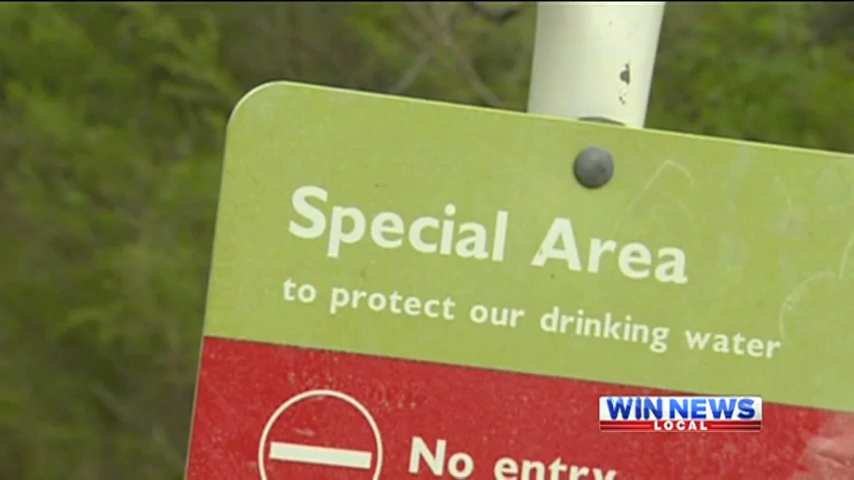 Special Area
to protect our drinking water
No entry
WIN NEWS
LOCAL